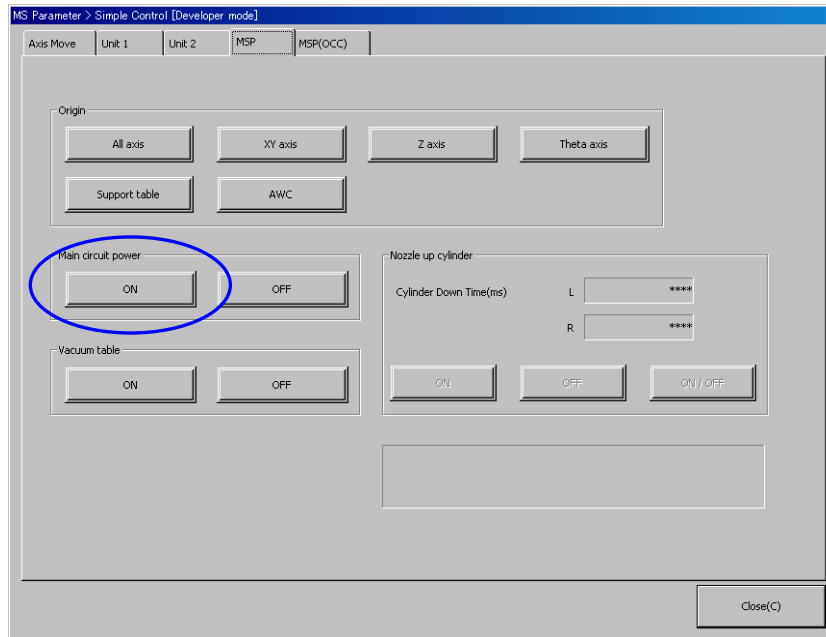 MS Parameter > Simple Control [Developer mode]
Axis Move Unit 1 Unit 2 MSP MSP(OCC)
Origin
All axis XY axis Z axis Theta axis
Support table AWC
Main circuit power
ON OFF
Nozzle up cylinder
Cylinder Down Time(ms) L ****
R ****
Vacuum table
ON OFF
ON OFF ON / OFF
Close(C)